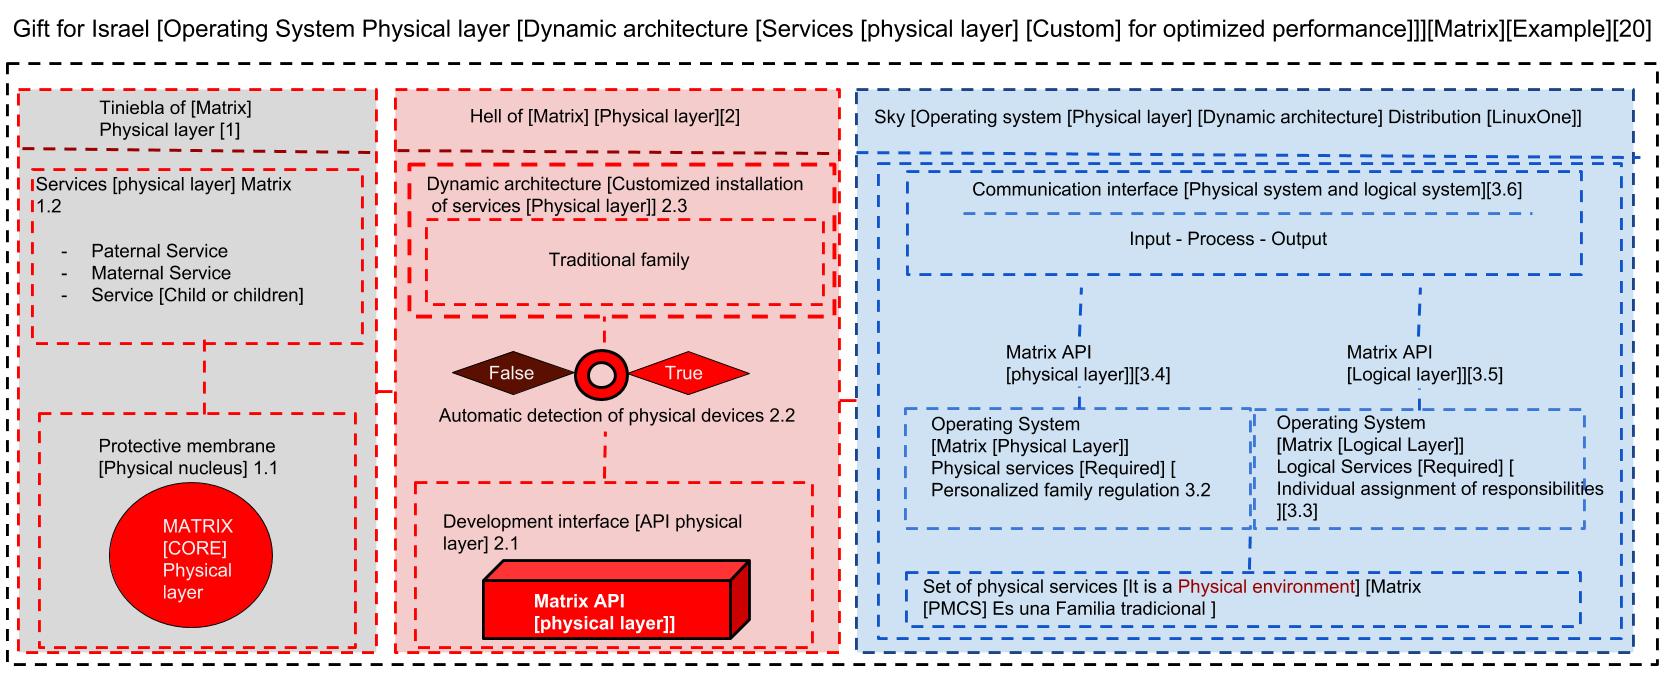 Gift for Israel [Operating System Physical layer [Dynamic architecture [Services [physical layer] [Custom] for optimized performance]]][Matrix][Example][20]
Tiniebla of [Matrix]
Physical layer [1]
Services [physical layer] Matrix
1.2
- Paternal Service
- Maternal Service
- Service [Child or children]
Protective membrane
[Physical nucleus] 1.1
MATRIX
[CORE]
Physical
layer
Hell of [Matrix] [Physical layer][2]
Dynamic architecture [Customized installation
of services [Physical layer]] 2.3
Traditional family
False
True
Automatic detection of physical devices 2.2
Development interface [API physical
layer] 2.1
Matrix API
[physical layer]]
Sky [Operating system [Physical layer] [Dynamic architecture] Distribution [LinuxOne]]
Communication interface [Physical system and logical system][3.6]
Input - Process - Output
Matrix API
[physical layer]][3.4]
Matrix API
[Logical layer]][3.5]
Operating System
[Matrix [Physical Layer]]
Physical services [Required] [
Personalized family regulation 3.2
Operating System
[Matrix [Logical Layer]]
Logical Services [Required] [
Individual assignment of responsibilities
][3.3]
Set of physical services [It is a Physical environment] [Matrix
[PMCS] Es una Familia tradicional ]